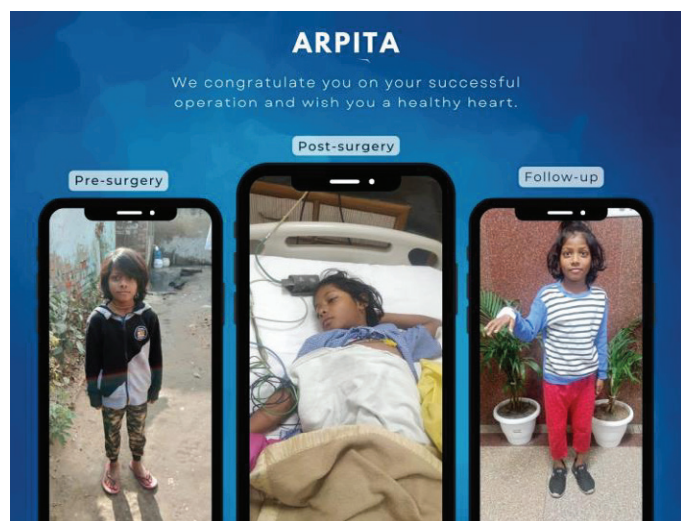 ARPITA
We congratulate you on your successful
operation and wish you a healthy heart.
Post-surgery
Pre-surgery
Follow-up